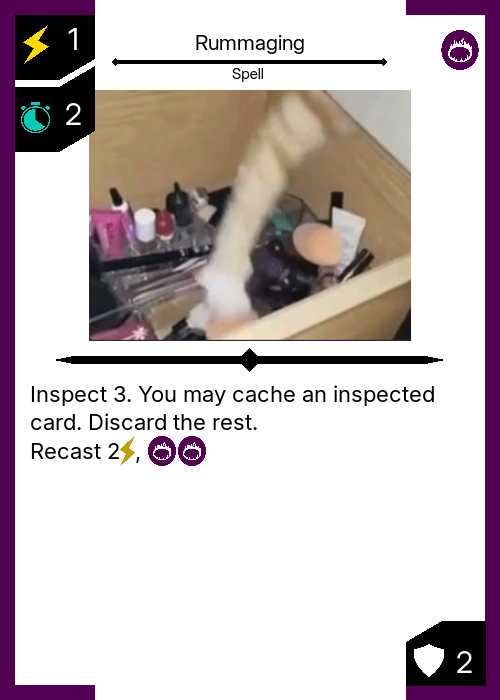 1
Rummaging
Spell
2
Inspect 3. You may cache an inspected
card. Discard the rest.
Recast 2,
2